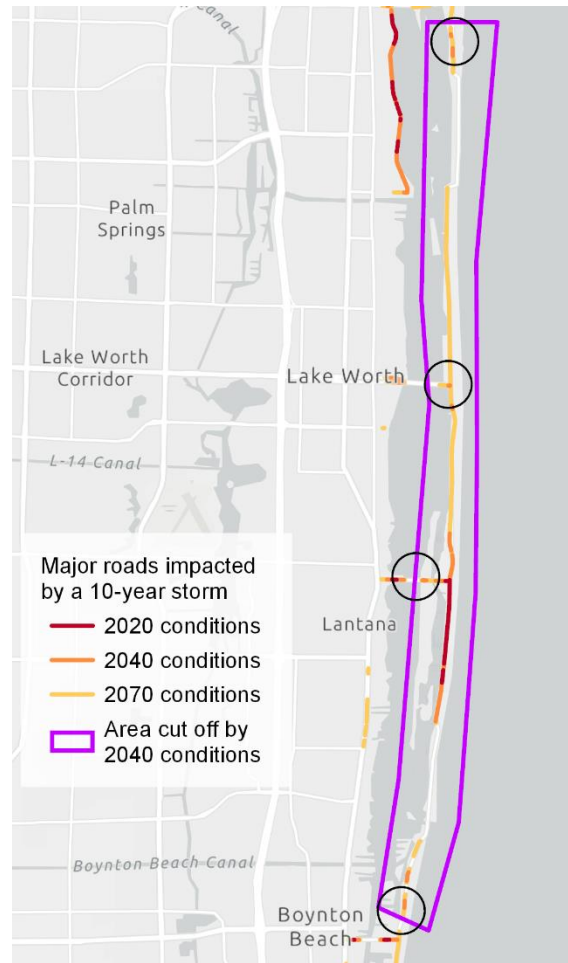 Palm
Springs
Lake Worth
Corridor
Lake Worth
L-14 Canal
Major roads impacted
by a 10-year storm
2020 conditions
2040 conditions
2070 conditions
Area cut off by
2040 conditions
Lantana
Boynton Beach Canal
Boynton
Beach